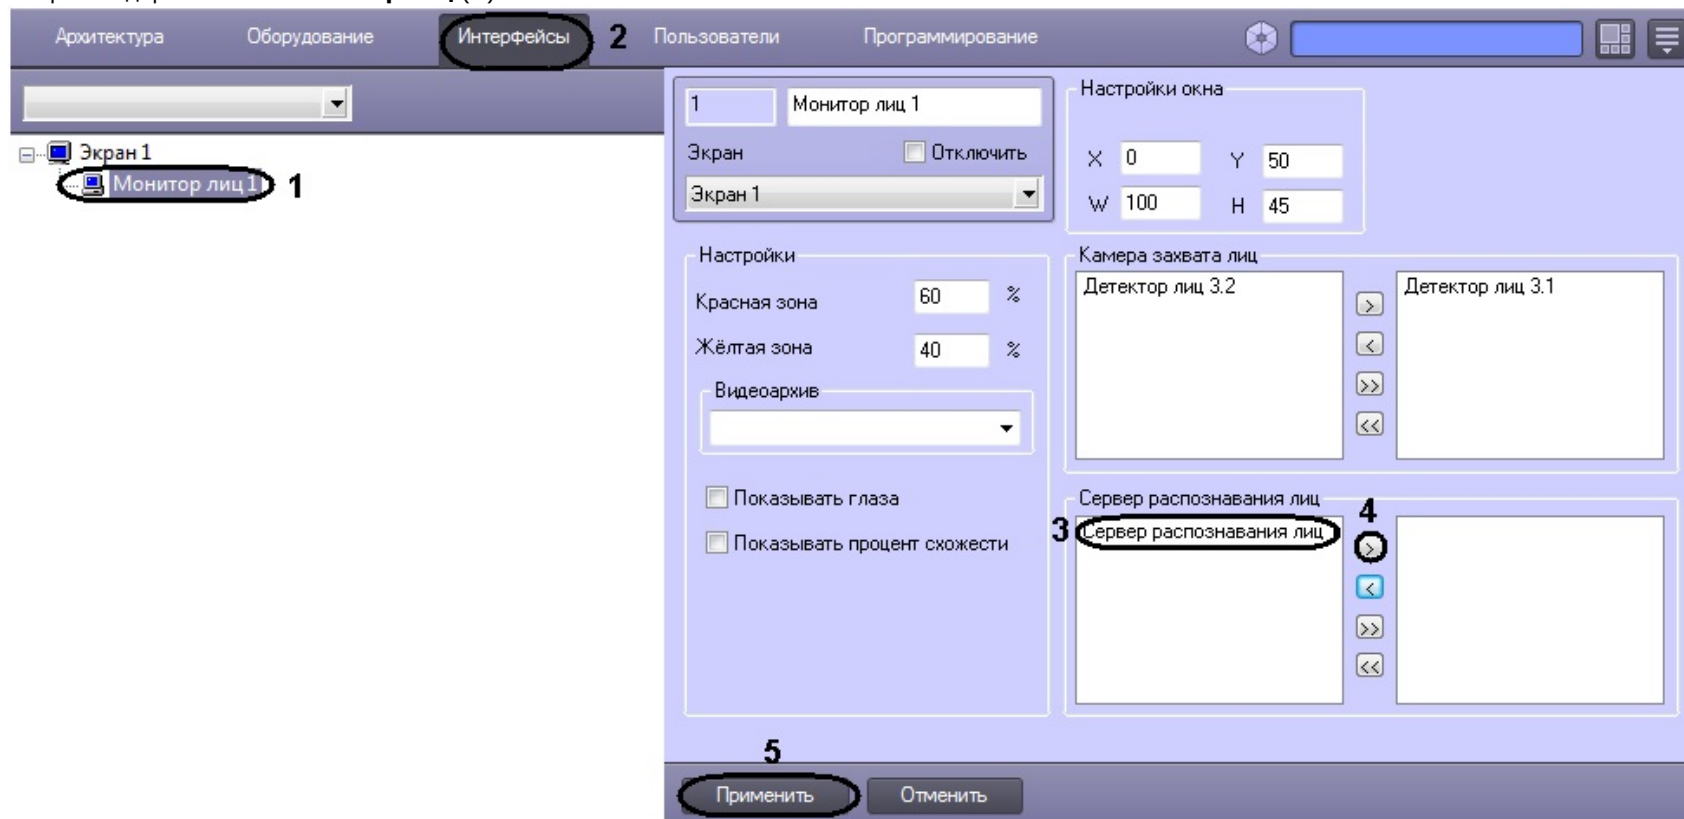 Архитектура Оборудование Интерфейсы 2 Пользователи Программирование
Экран 1
Монитор лиц 1 1
1 Монитор лиц 1
Экран Отключить
Экран 1
Настройки окна
X 0 Y 50
W 100 H 45
Настройки
Красная зона 60 %
Жёлтая зона 40 %
Видеоархив
Показывать глаза
Показывать процент схожести
Камера захвата лиц
Детектор лиц 3.2 > Детектор лиц 3.1
<
>>
<<
Сервер распознавания лиц 4
3 Сервер распознавания лиц >
<
>>
<<
5
Применить Отменить